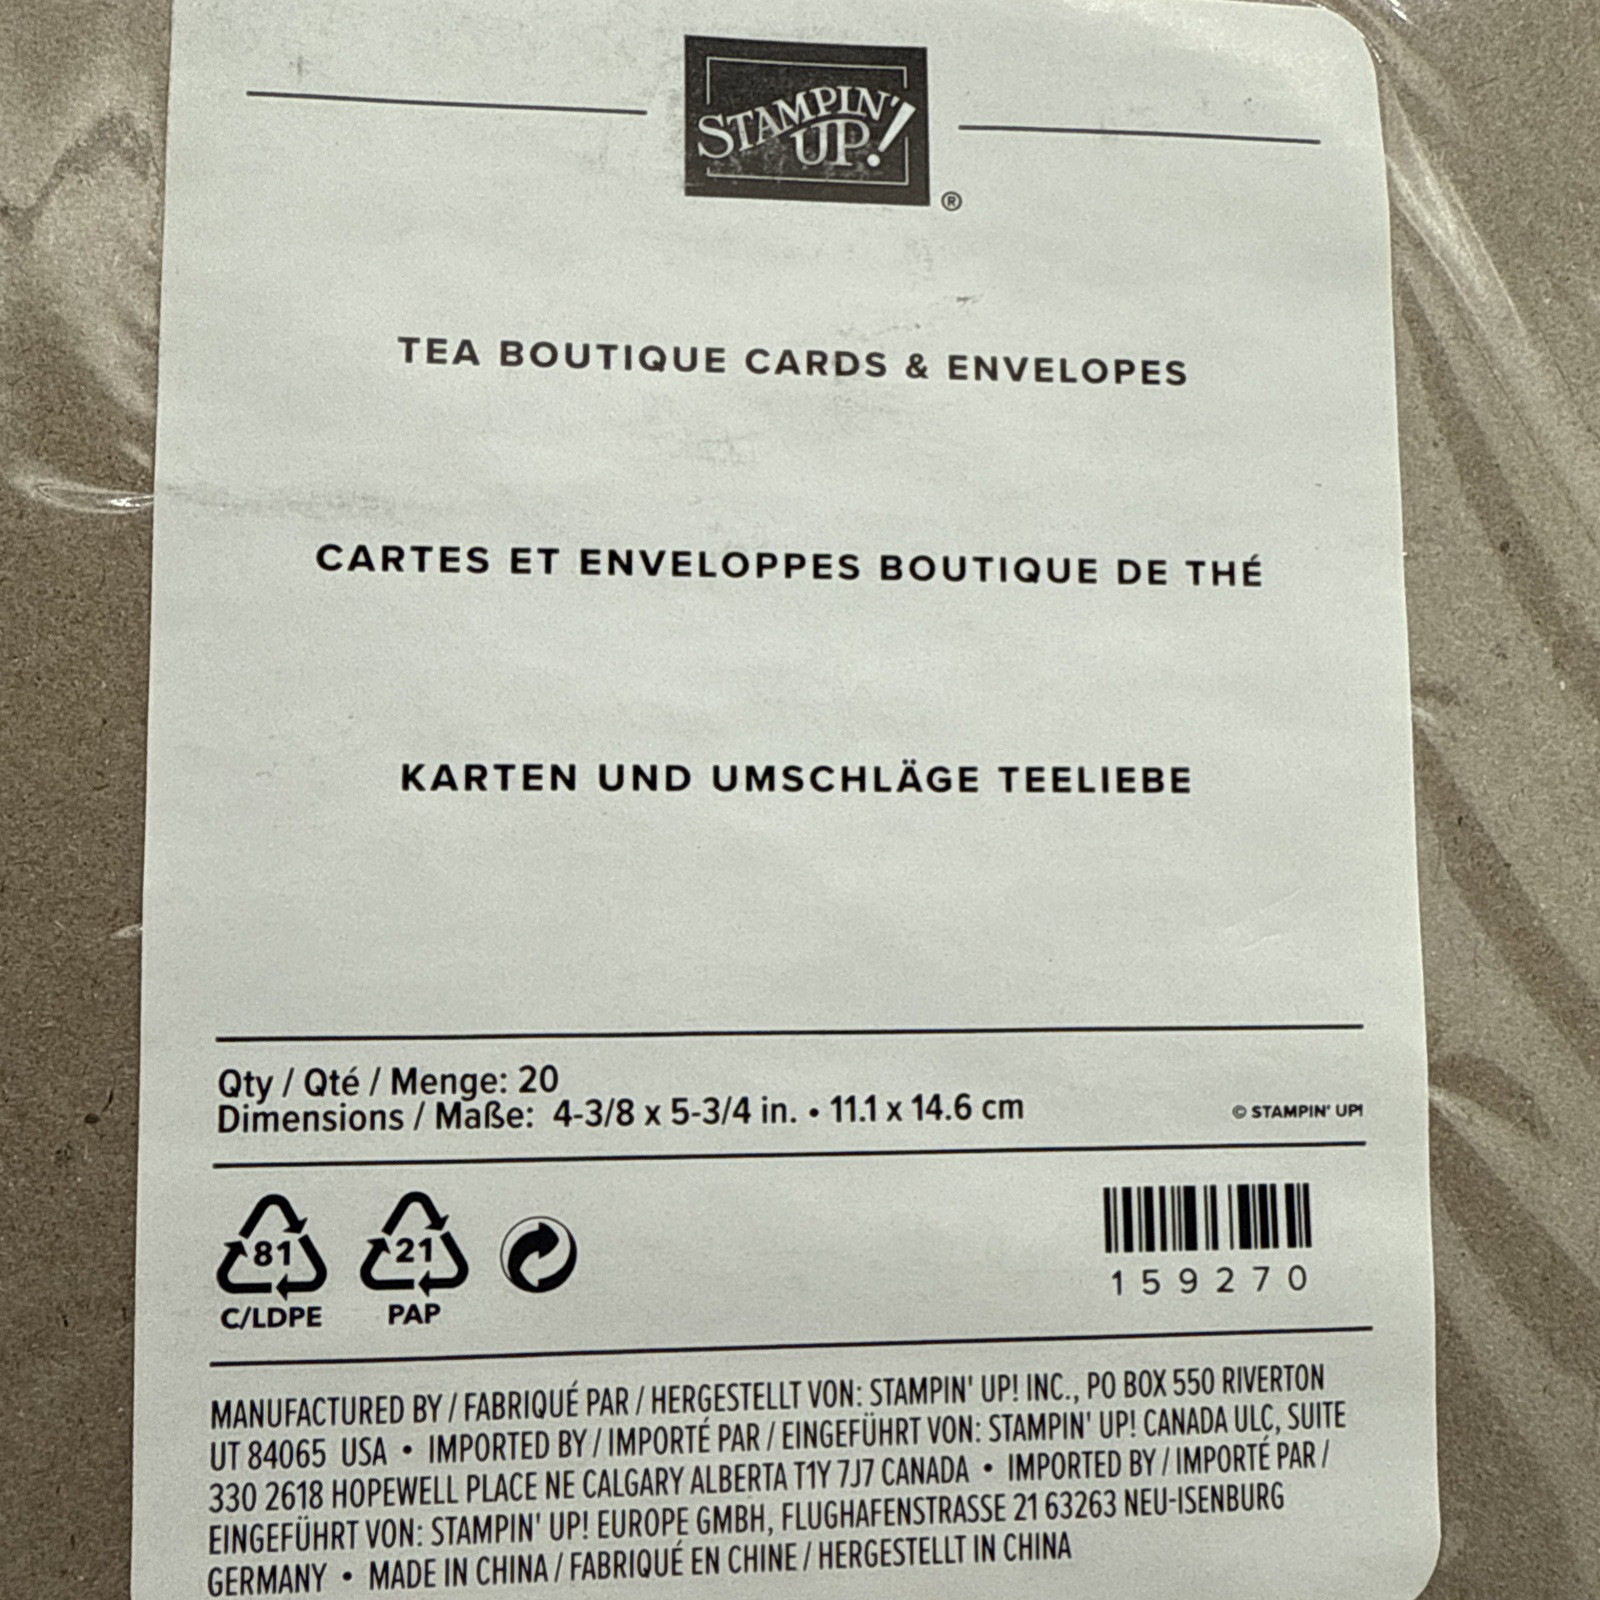 STAMPIN' UP!
®
TEA BOUTIQUE CARDS & ENVELOPES
CARTES ET ENVELOPPES BOUTIQUE DE THÉ
KARTEN UND UMSCHLÄGE TEELIEBE
Qty / Qté / Menge: 20
Dimensions / Maße: 4-3/8 x 5-3/4 in. • 11.1 x 14.6 cm
© STAMPIN' UP!
81
C/LDPE
21
PAP
159270
MANUFACTURED BY / FABRIQUÉ PAR / HERGESTELLT VON: STAMPIN' UP! INC., PO BOX 550 RIVERTON
UT 84065 USA • IMPORTED BY / IMPORTÉ PAR / EINGEFÜHRT VON: STAMPIN' UP! CANADA ULC, SUITE
330 2618 HOPEWELL PLACE NE CALGARY ALBERTA T1Y 7J7 CANADA • IMPORTED BY / IMPORTÉ PAR /
EINGEFÜHRT VON: STAMPIN' UP! EUROPE GMBH, FLUGHAFENSTRASSE 21 63263 NEU-ISENBURG
GERMANY • MADE IN CHINA / FABRIQUÉ EN CHINE / HERGESTELLT IN CHINA